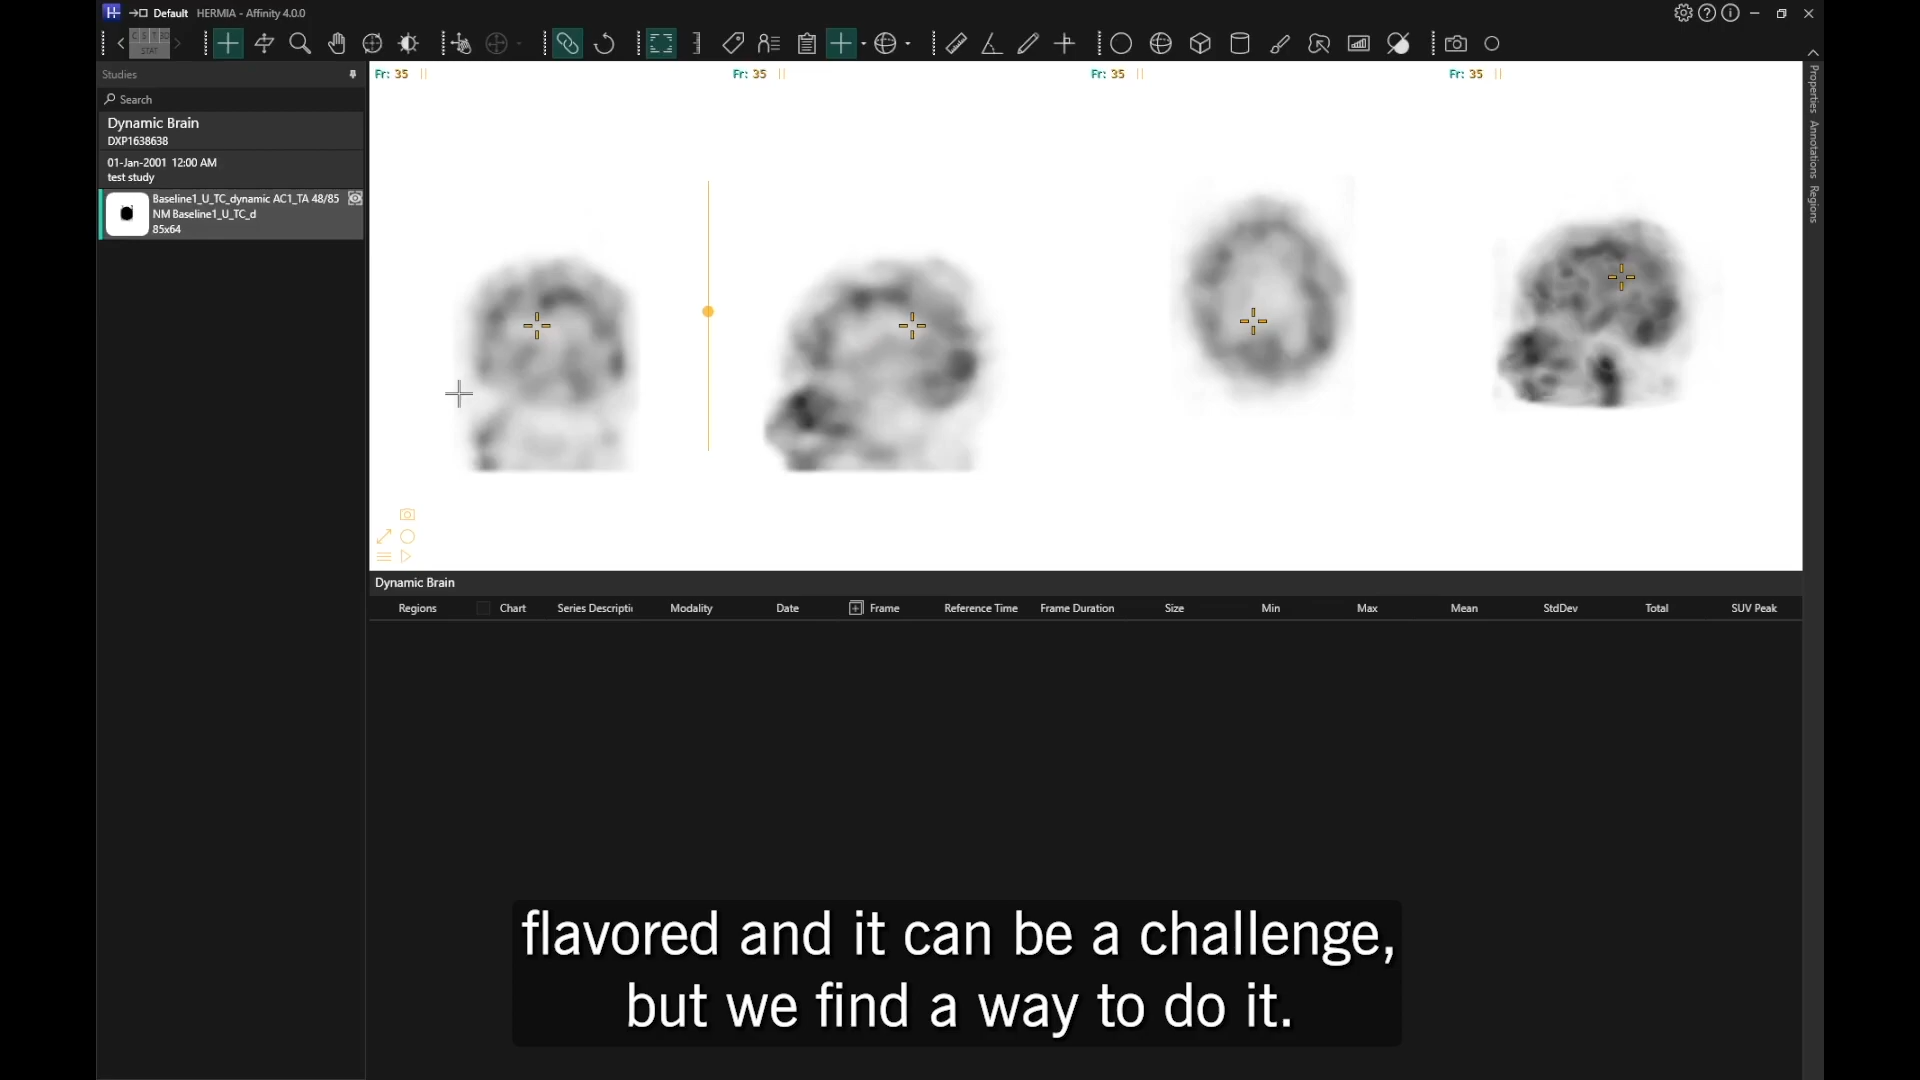 Default HERMIA - Affinity 4.0.0
C S T 3D
STAT
Studies
Search
Dynamic Brain
DXP1638638
01-Jan-2001 12:00 AM
test study
Baseline1_U_TC_dynamic AC1_TA 48/85
NM Baseline1_U_TC_d
85x64
Fr: 35
Fr: 35
Fr: 35
Fr: 35
Properties
Annotations
Regions
Dynamic Brain
Regions Chart Series Descripti Modality Date Frame Reference Time Frame Duration Size Min Max Mean StdDev Total SUV Peak
flavored and it can be a challenge,
but we find a way to do it.